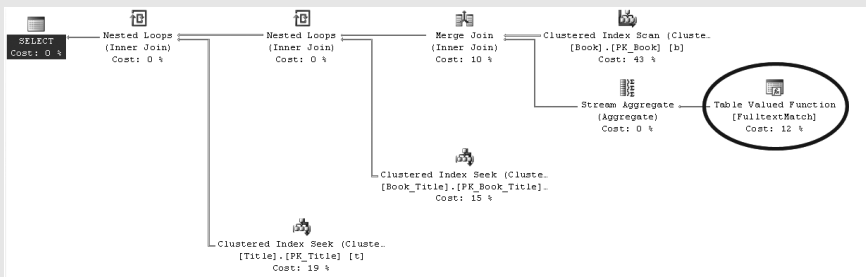 SELECT
Cost: 0 %
Nested Loops
(Inner Join)
Cost: 0 %
Nested Loops
(Inner Join)
Cost: 0 %
Merge Join
(Inner Join)
Cost: 10 %
Clustered Index Scan (Cluste…
[Book].[PK_Book] [b]
Cost: 43 %
Stream Aggregate
(Aggregate)
Cost: 0 %
Table Valued Function
[FulltextMatch]
Cost: 12 %
Clustered Index Seek (Cluste…
[Book_Title].[PK_Book_Title]…
Cost: 15 %
Clustered Index Seek (Cluste…
[Title].[PK_Title] [t]
Cost: 19 %